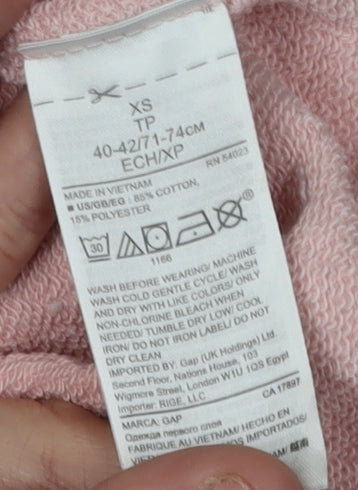 XS
TP
40-42/71-74CM
ECH/XP
RN 54023
MADE IN VIETNAM
■ US/GB/EG : 85% COTTON,
15% POLYESTER
30
®
1166
WASH BEFORE WEARING/ MACHINE
WASH COLD GENTLE CYCLE/ WASH
AND DRY WITH LIKE COLORS/ ONLY
NON-CHLORINE BLEACH WHEN
NEEDED/ TUMBLE DRY LOW/ COOL
IRON/ DO NOT IRON LABEL/ DO NOT
DRY CLEAN
IMPORTED BY: Gap (UK Holdings) Ltd.
Second Floor, Nations House, 103
Wigmore Street, London W1U 1QS Egypt
Importer: RIGE, LLC
CA 17897
MARCA: GAP
Одежда первого слоя
FABRIQUE AU VIETNAM/ HECHO EN
IMPORTADOS/